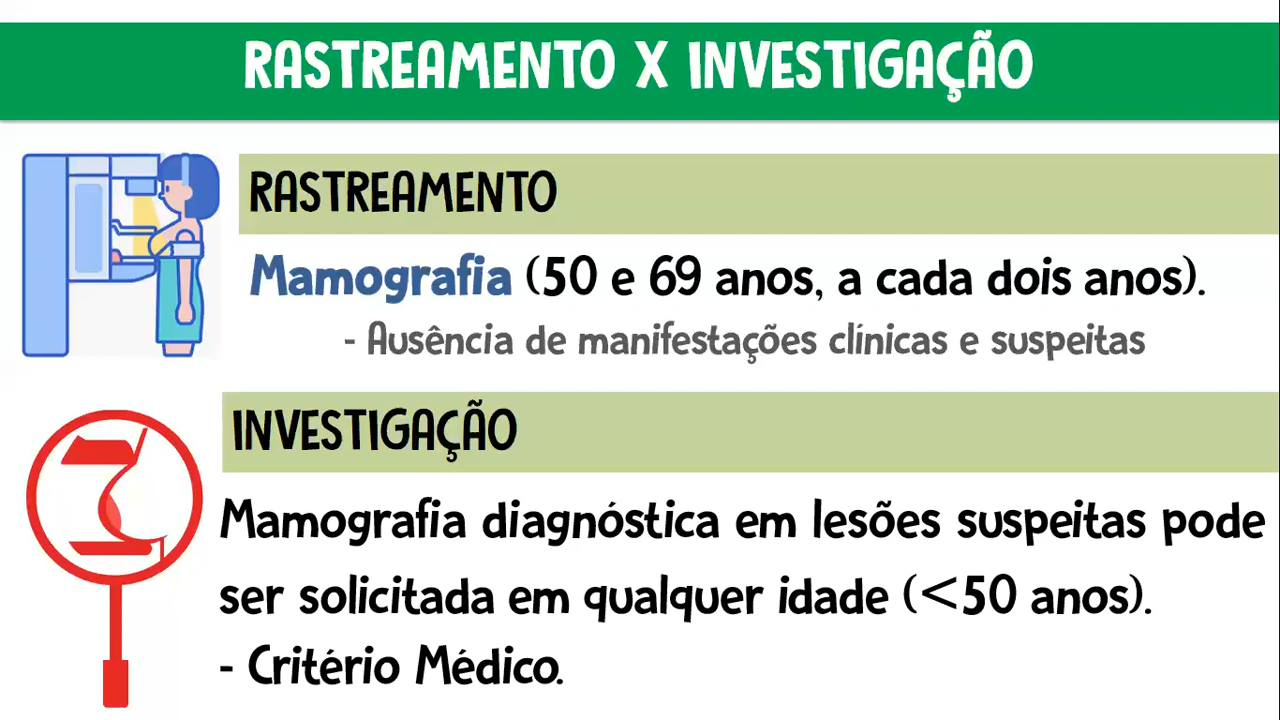 RASTREAMENTO X INVESTIGAÇÃO
RASTREAMENTO
Mamografia (50 e 69 anos, a cada dois anos).
- Ausência de manifestações clínicas e suspeitas
INVESTIGAÇÃO
Mamografia diagnóstica em lesões suspeitas pode
ser solicitada em qualquer idade (<50 anos).
- Critério Médico.